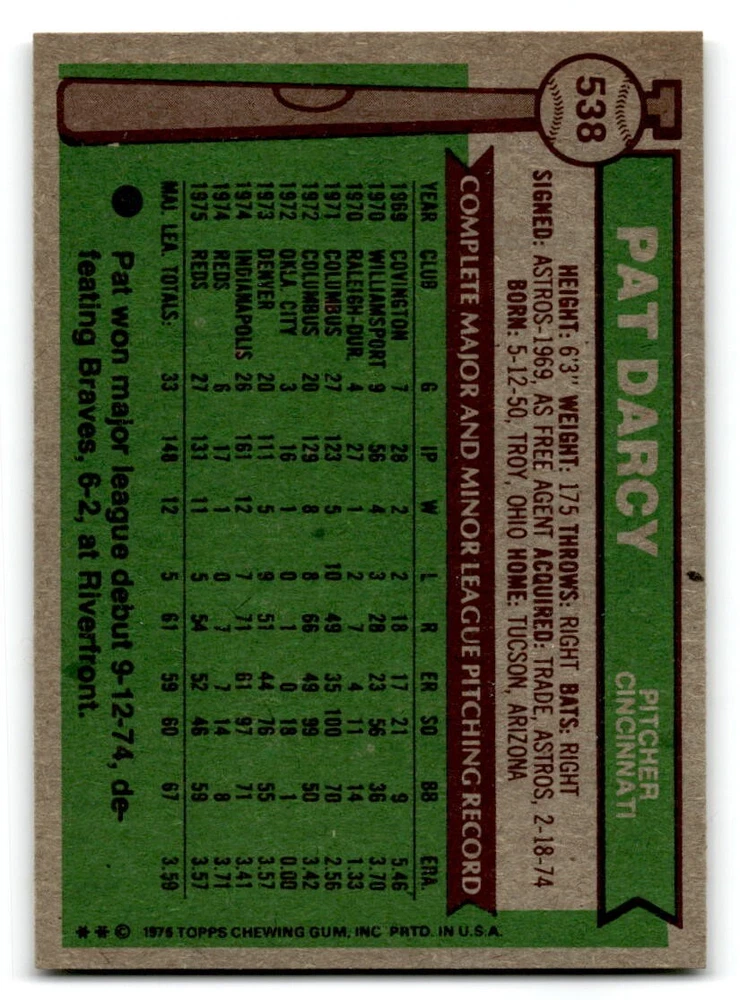 538
PAT DARCY
PITCHER
CINCINNATI
HEIGHT: 6'3" WEIGHT: 175 THROWS: RIGHT BATS: RIGHT
SIGNED: ASTROS-1969, AS FREE AGENT ACQUIRED: TRADE, ASTROS, 2-18-74
BORN: 5-12-50, TROY, OHIO HOME: TUCSON, ARIZONA
COMPLETE MAJOR AND MINOR LEAGUE PITCHING RECORD
YEAR CLUB G IP W L R ER SO BB ERA
1969 COVINGTON 7 28 2 2 18 17 21 9 5.46
1970 WILLIAMSPORT 9 56 4 3 28 23 56 36 3.70
1970 RALEIGH-DUR. 4 27 1 2 7 4 11 14 1.33
1971 COLUMBUS 27 123 5 10 49 35 100 70 2.56
1972 COLUMBUS 20 129 8 8 66 49 99 50 3.42
1972 OKLA. CITY 3 16 0 0 1 0 18 1 0.00
1973 DENVER 20 111 5 9 51 44 76 55 3.57
1974 INDIANAPOLIS 26 161 11 7 71 61 97 71 3.41
1974 REDS 6 17 1 0 7 7 14 8 3.71
1975 REDS 27 131 11 5 54 52 46 59 3.57
MAJ. LEA. TOTALS: 33 148 12 5 61 59 60 67 3.59
Pat won major league debut 9-12-74, de-
feating Braves, 6-2, at Riverfront.
**© 1976 TOPPS CHEWING GUM, INC PRTD. IN U.S.A.